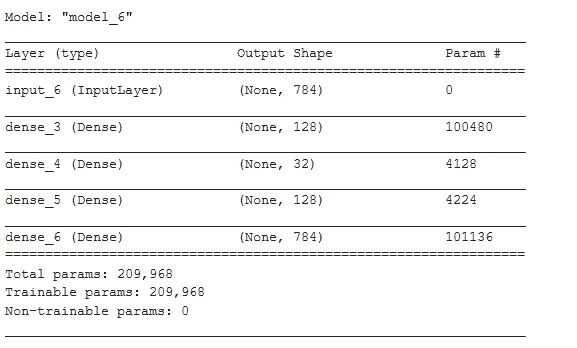 Model: "model_6"
Layer (type) Output Shape Param #
input_6 (InputLayer) (None, 784) 0
dense_3 (Dense) (None, 128) 100480
dense_4 (Dense) (None, 32) 4128
dense_5 (Dense) (None, 128) 4224
dense_6 (Dense) (None, 784) 101136
Total params: 209,968
Trainable params: 209,968
Non-trainable params: 0